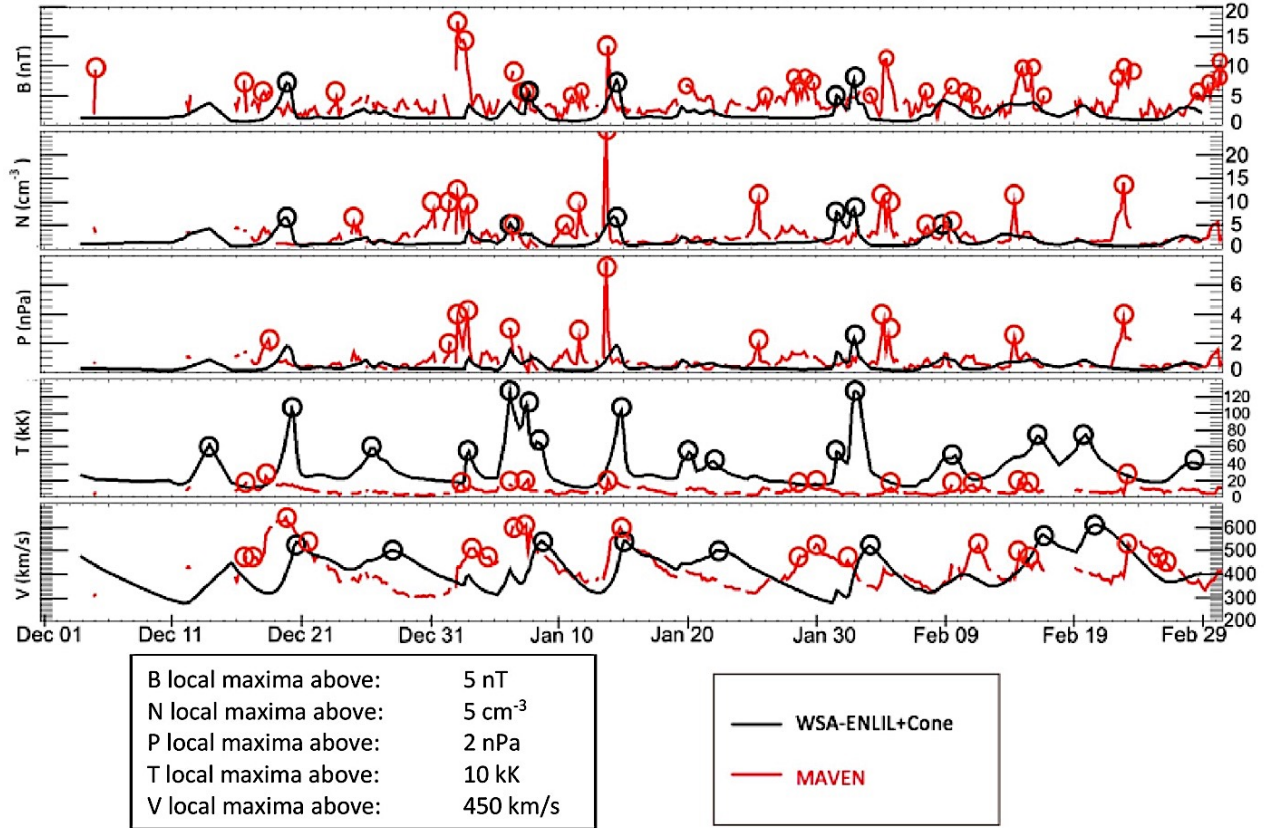 B (nT)
20
15
10
5
0
N (cm-3)
20
15
10
5
0
P (nPa)
6
4
2
0
T (kK)
120
100
80
60
40
20
0
V (km/s)
600
500
400
300
200
Dec 01 Dec 11 Dec 21 Dec 31 Jan 10 Jan 20 Jan 30 Feb 09 Feb 19 Feb 29
B local maxima above: 5 nT
N local maxima above: 5 cm-3
P local maxima above: 2 nPa
T local maxima above: 10 kK
V local maxima above: 450 km/s
WSA-ENLIL+Cone
MAVEN